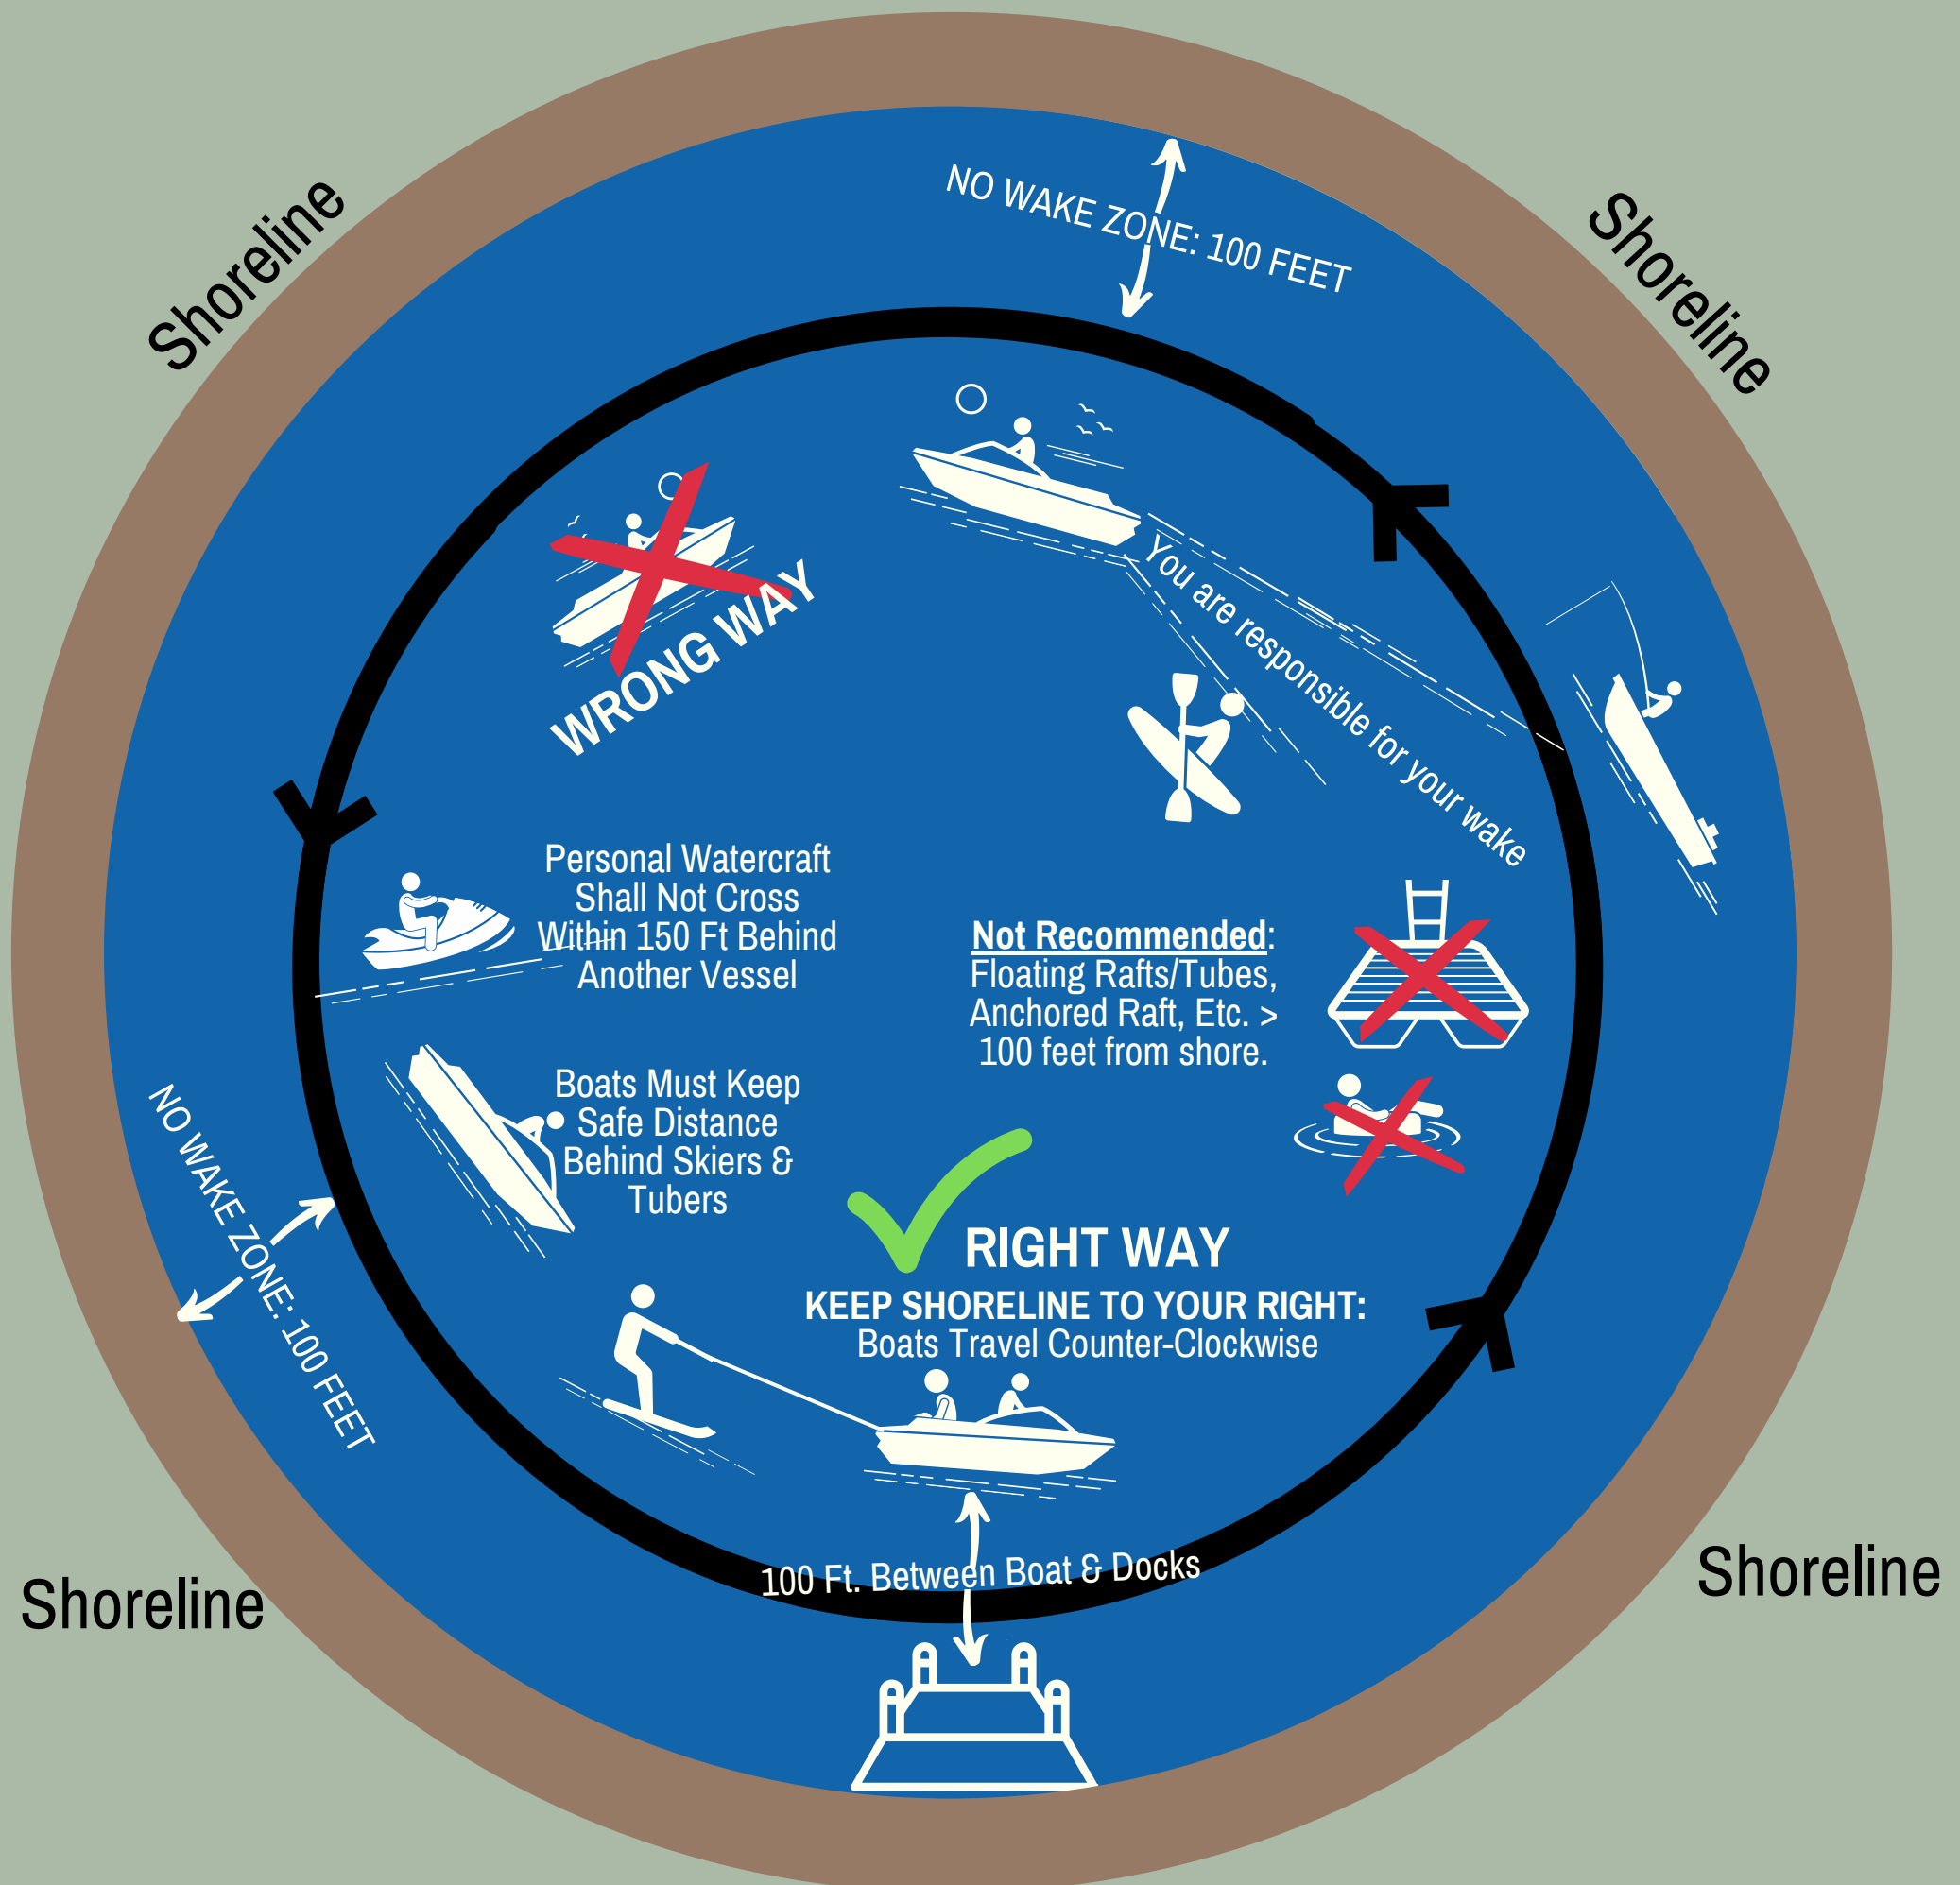 Shoreline
Shoreline
NO WAKE ZONE: 100 FEET
WRONG WAY
You are responsible for your wake
Personal Watercraft
Shall Not Cross
Within 150 Ft Behind
Another Vessel
Not Recommended:
Floating Rafts/Tubes,
Anchored Raft, Etc. >
100 feet from shore.
Boats Must Keep
Safe Distance
Behind Skiers &
Tubers
NO WAKE ZONE: 100 FEET
RIGHT WAY
KEEP SHORELINE TO YOUR RIGHT:
Boats Travel Counter-Clockwise
100 Ft. Between Boat & Docks
Shoreline
Shoreline